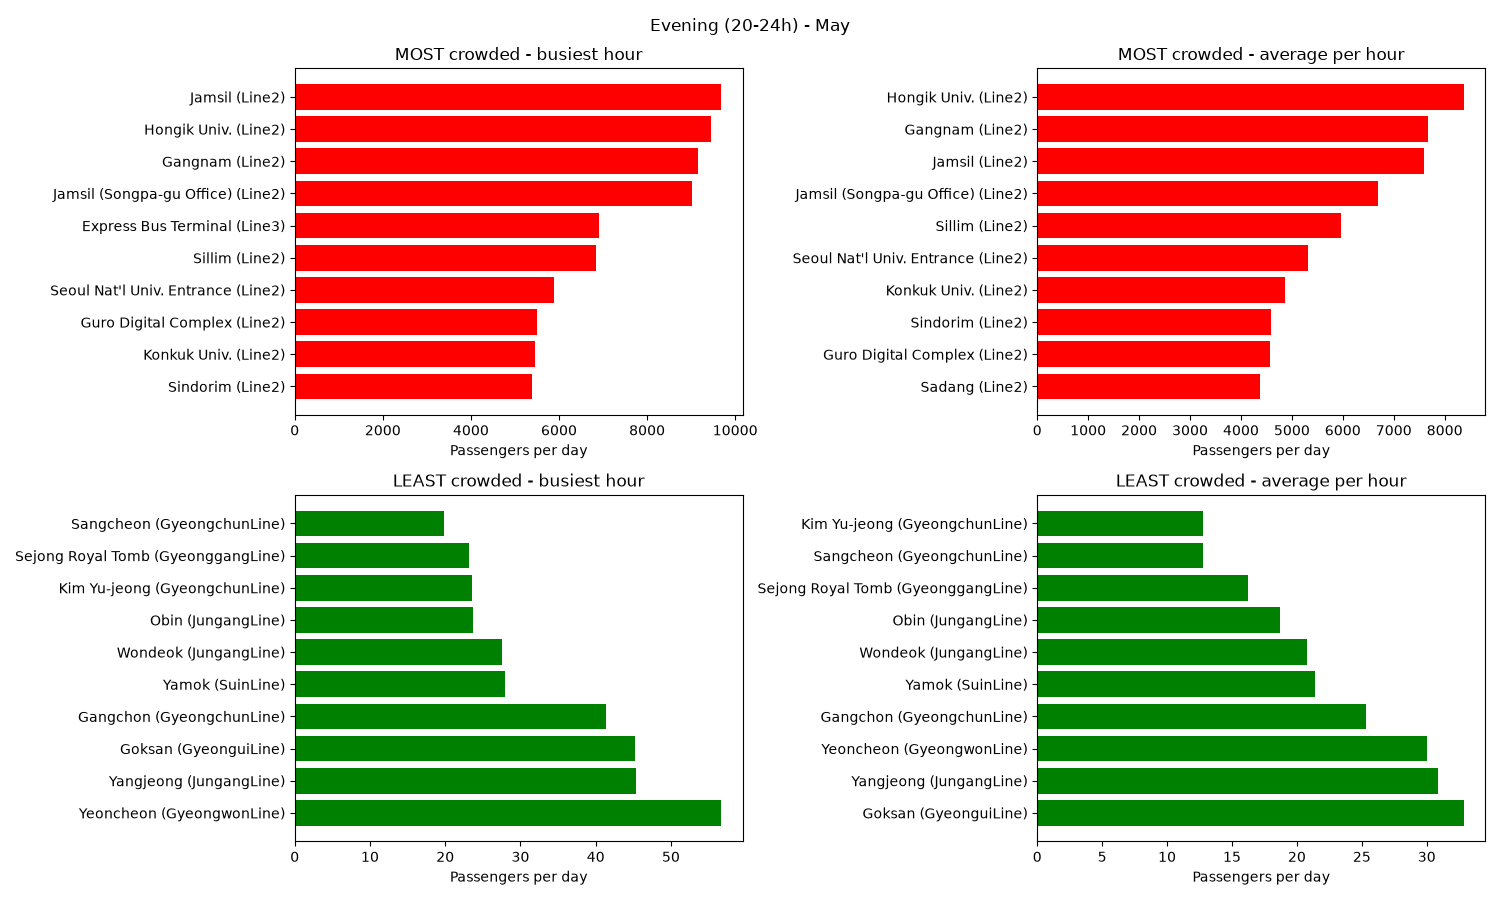 Evening (20-24h) - May
MOST crowded - busiest hour
Jamsil (Line2)
Hongik Univ. (Line2)
Gangnam (Line2)
Jamsil (Songpa-gu Office) (Line2)
Express Bus Terminal (Line3)
Sillim (Line2)
Seoul Nat'l Univ. Entrance (Line2)
Guro Digital Complex (Line2)
Konkuk Univ. (Line2)
Sindorim (Line2)
0 2000 4000 6000 8000 10000
Passengers per day
MOST crowded - average per hour
Hongik Univ. (Line2)
Gangnam (Line2)
Jamsil (Line2)
Jamsil (Songpa-gu Office) (Line2)
Sillim (Line2)
Seoul Nat'l Univ. Entrance (Line2)
Konkuk Univ. (Line2)
Sindorim (Line2)
Guro Digital Complex (Line2)
Sadang (Line2)
0 1000 2000 3000 4000 5000 6000 7000 8000
Passengers per day
LEAST crowded - busiest hour
Sangcheon (GyeongchunLine)
Sejong Royal Tomb (GyeonggangLine)
Kim Yu-jeong (GyeongchunLine)
Obin (JungangLine)
Wondeok (JungangLine)
Yamok (SuinLine)
Gangchon (GyeongchunLine)
Goksan (GyeonguiLine)
Yangjeong (JungangLine)
Yeoncheon (GyeongwonLine)
0 10 20 30 40 50
Passengers per day
LEAST crowded - average per hour
Kim Yu-jeong (GyeongchunLine)
Sangcheon (GyeongchunLine)
Sejong Royal Tomb (GyeonggangLine)
Obin (JungangLine)
Wondeok (JungangLine)
Yamok (SuinLine)
Gangchon (GyeongchunLine)
Yeoncheon (GyeongwonLine)
Yangjeong (JungangLine)
Goksan (GyeonguiLine)
0 5 10 15 20 25 30
Passengers per day